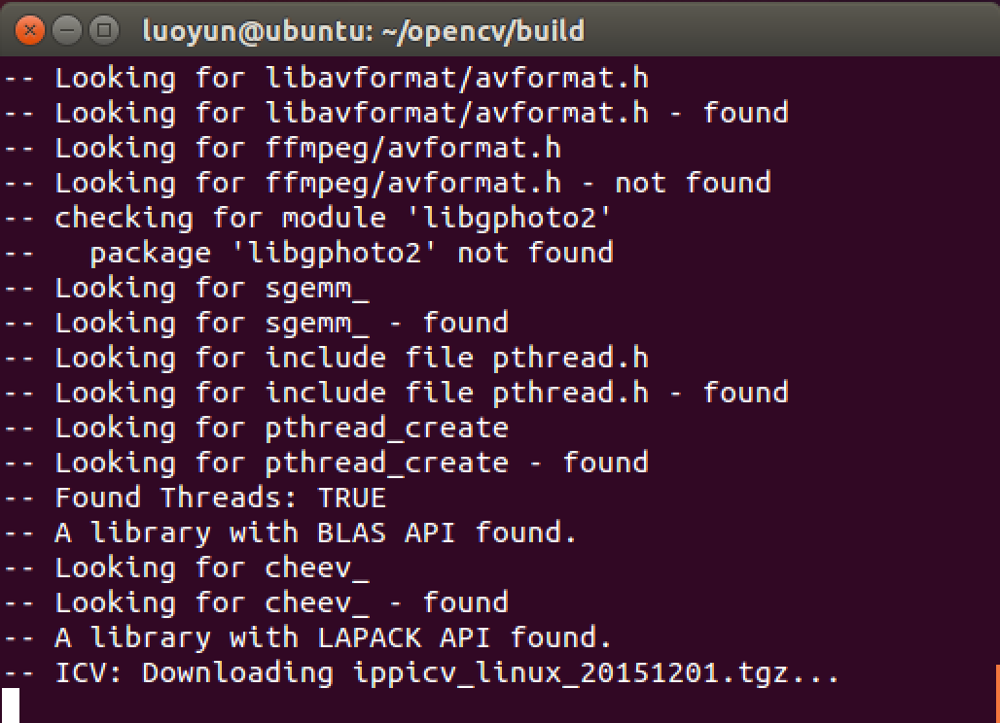 luoyun@ubuntu: ~/opencv/build
-- Looking for libavformat/avformat.h
-- Looking for libavformat/avformat.h - found
-- Looking for ffmpeg/avformat.h
-- Looking for ffmpeg/avformat.h - not found
-- checking for module 'libgphoto2'
--   package 'libgphoto2' not found
-- Looking for sgemm_
-- Looking for sgemm_ - found
-- Looking for include file pthread.h
-- Looking for include file pthread.h - found
-- Looking for pthread_create
-- Looking for pthread_create - found
-- Found Threads: TRUE
-- A library with BLAS API found.
-- Looking for cheev_
-- Looking for cheev_ - found
-- A library with LAPACK API found.
-- ICV: Downloading ippicv_linux_20151201.tgz...